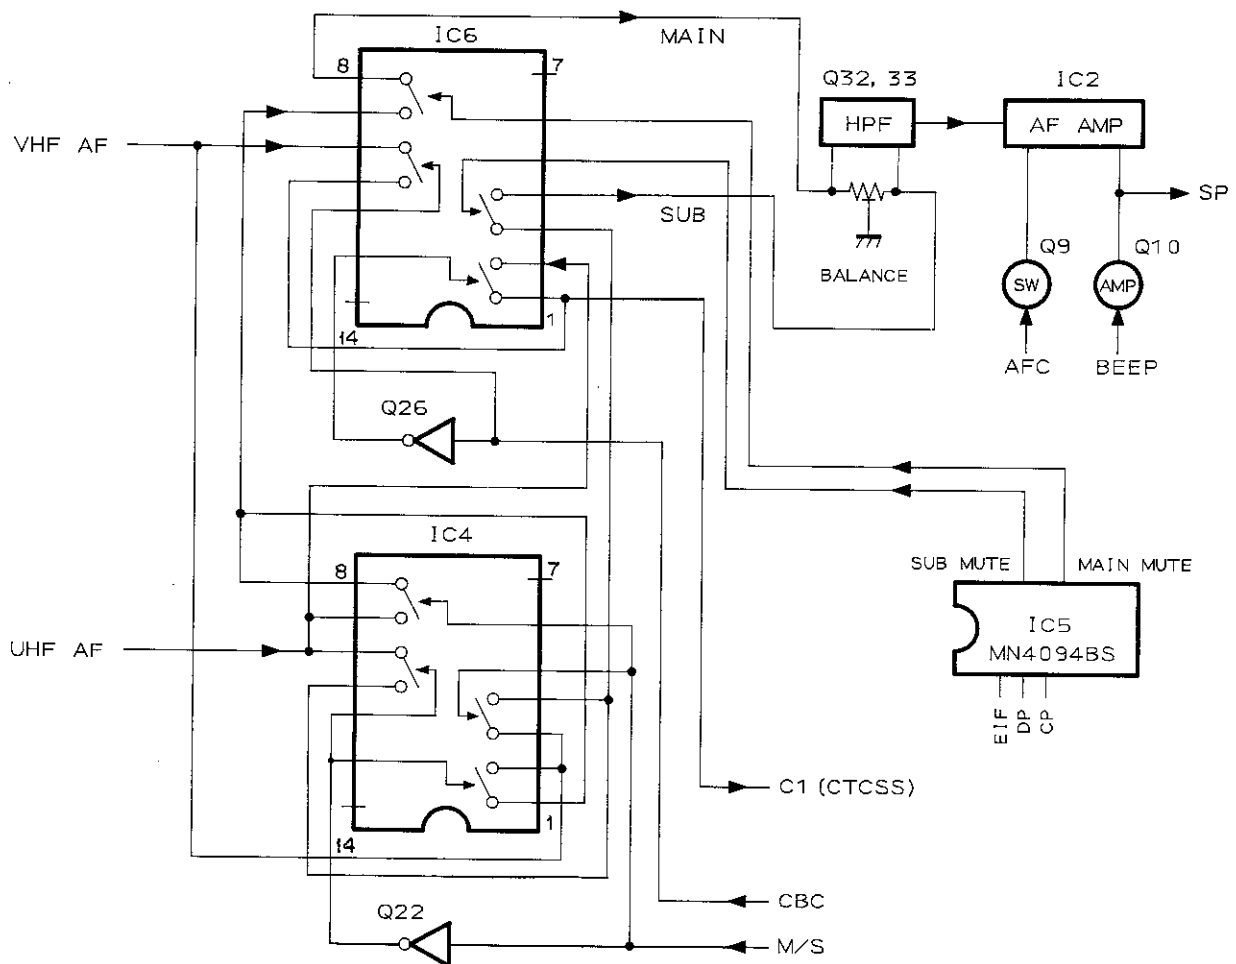 IC6
MAIN
8
7
Q32, 33
IC2
HPF
AF AMP
VHF AF
SUB
SP
Q9
Q10
BALANCE
SW
AMP
14
1
AFC
BEEP
Q26
IC4
8
7
SUB MUTE
MAIN MUTE
UHF AF
IC5
MN4094BS
EIF
DP
CP
C1 (CTCSS)
14
1
CBC
Q22
M/S